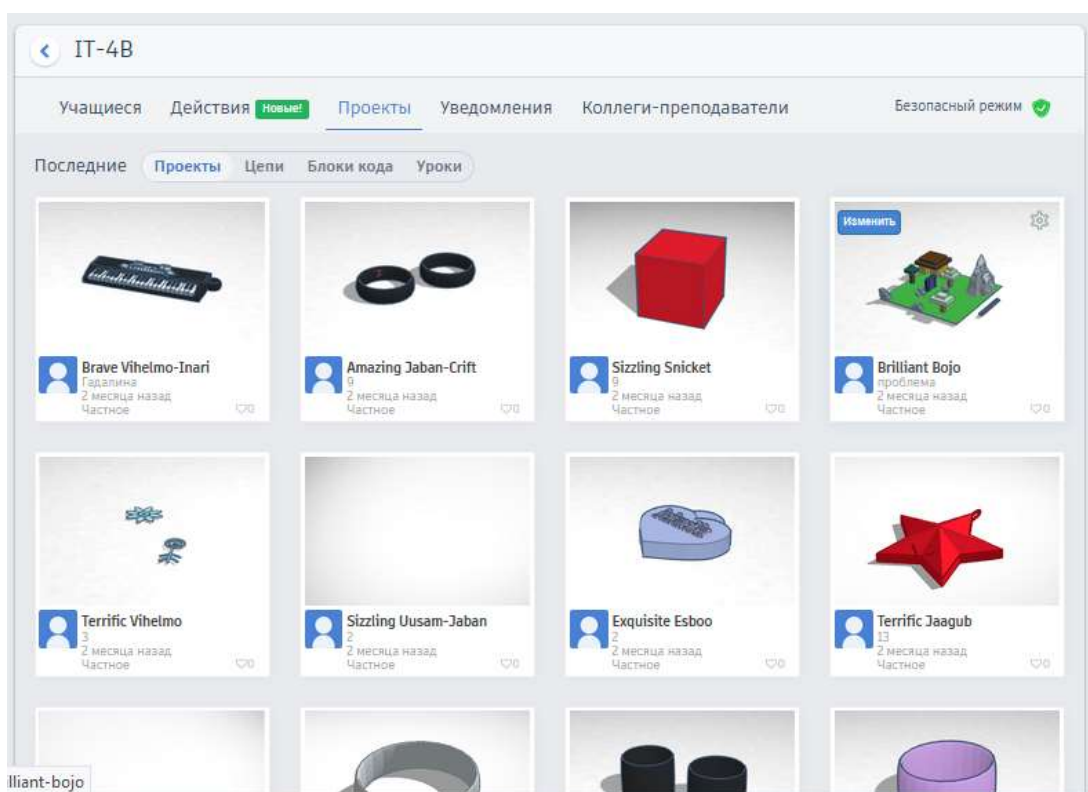 IT-4B
Учащиеся Действия Новые! Проекты Уведомления Коллеги-преподаватели Безопасный режим
Последние Проекты Цепи Блоки кода Уроки
Изменить
Brave Vihelmo-Inari
Гадалина
2 месяца назад
Частное 0
Amazing Jaban-Crift
9
2 месяца назад
Частное 0
Sizzling Snicket
9
2 месяца назад
Частное 0
Brilliant Bojo
проблема
2 месяца назад
Частное 0
Terrific Vihelmo
3
2 месяца назад
Частное 0
Sizzling Uusam-Jaban
2
2 месяца назад
Частное 0
Exquisite Esboo
2
2 месяца назад
Частное 0
Terrific Jaagub
13
2 месяца назад
Частное 0
lliant-bojo